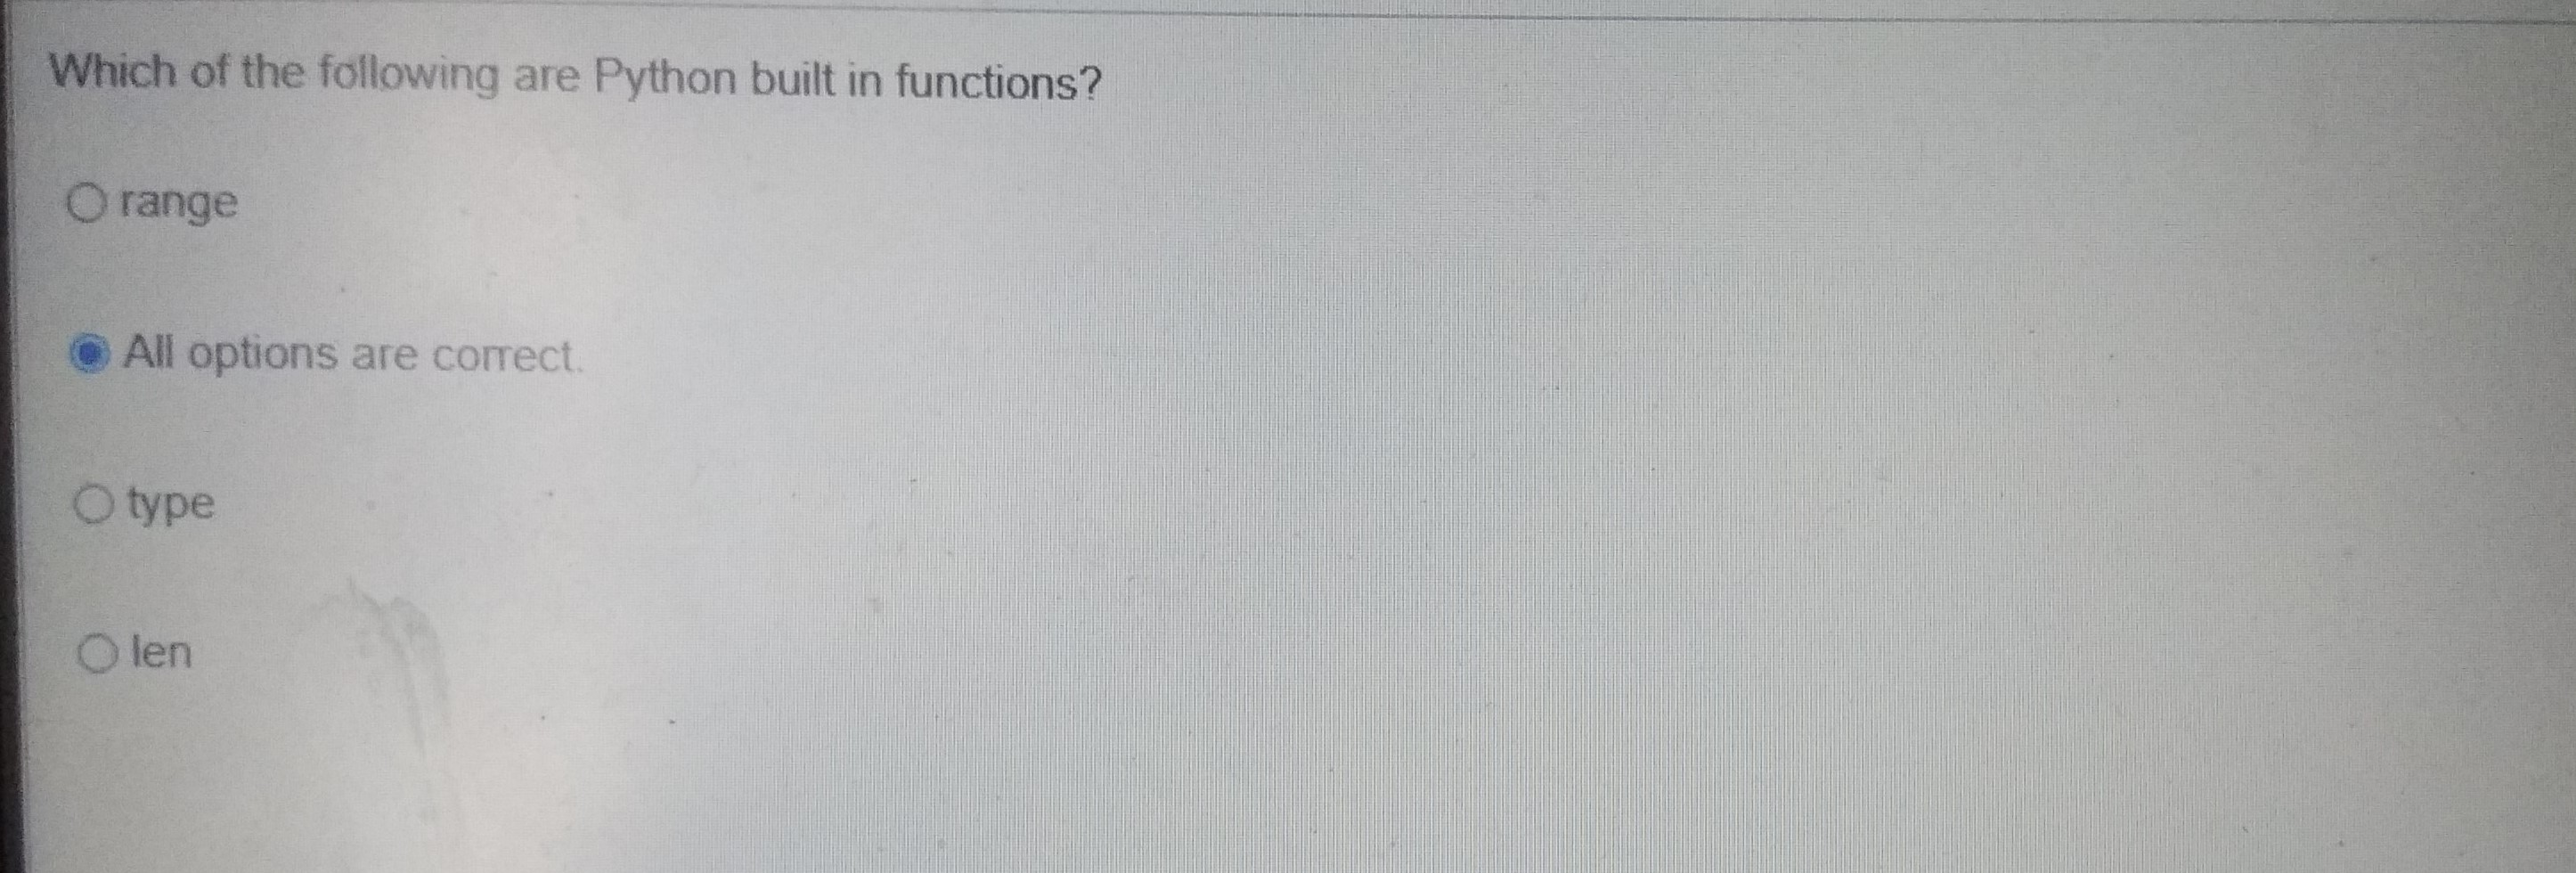 Which of the following are Python built in functions?
range
All options are correct.
type
len